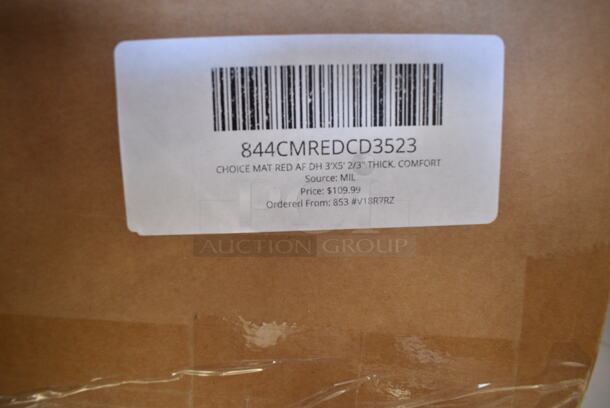 844CMREDCD3523
CHOICE MAT RED AF DH 3'X5' 2/3" THICK, COMFORT
Source: MIL
Price: $109.99
Ordered From: 853 #V18R7RZ
AUCTION GROUP